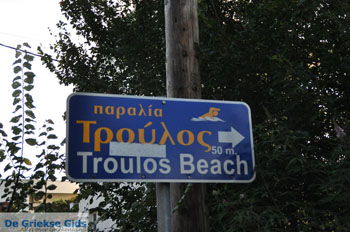 παραλία
Τρούλος
50 m.
Troulos Beach
© De Griekse Gids